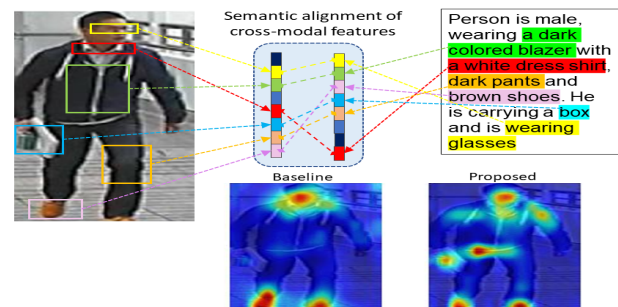 Semantic alignment of
cross-modal features
Person is male,
wearing a dark
colored blazer with
a white dress shirt,
dark pants and
brown shoes. He
is carrying a box
and is wearing
glasses
Baseline
Proposed